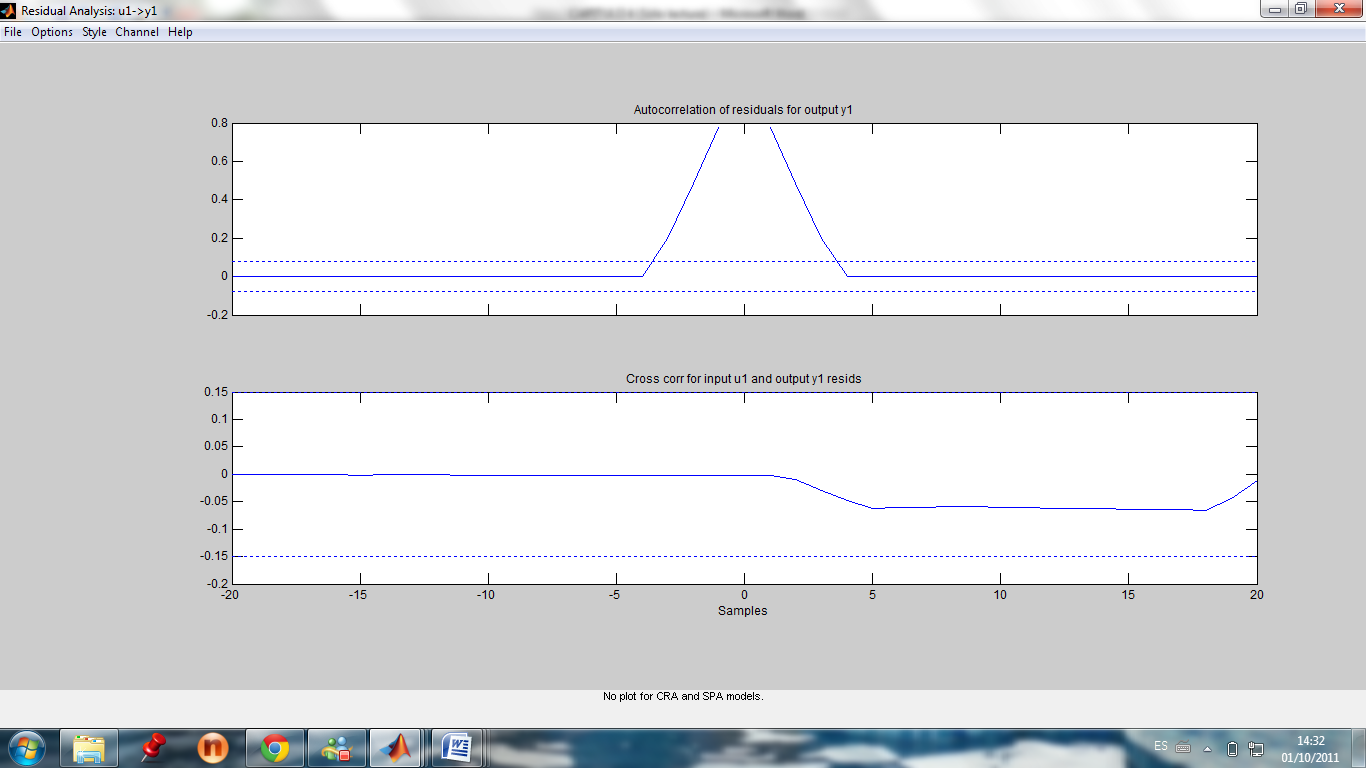 Residual Analysis: u1->y1
File Options Style Channel Help
Autocorrelation of residuals for output y1
0.8
0.6
0.4
0.2
0
-0.2
Cross corr for input u1 and output y1 resids
0.15
0.1
0.05
0
-0.05
-0.1
-0.15
-0.2
-20 -15 -10 -5 0 5 10 15 20
Samples
No plot for CRA and SPA models.
ES
14:32
01/10/2011